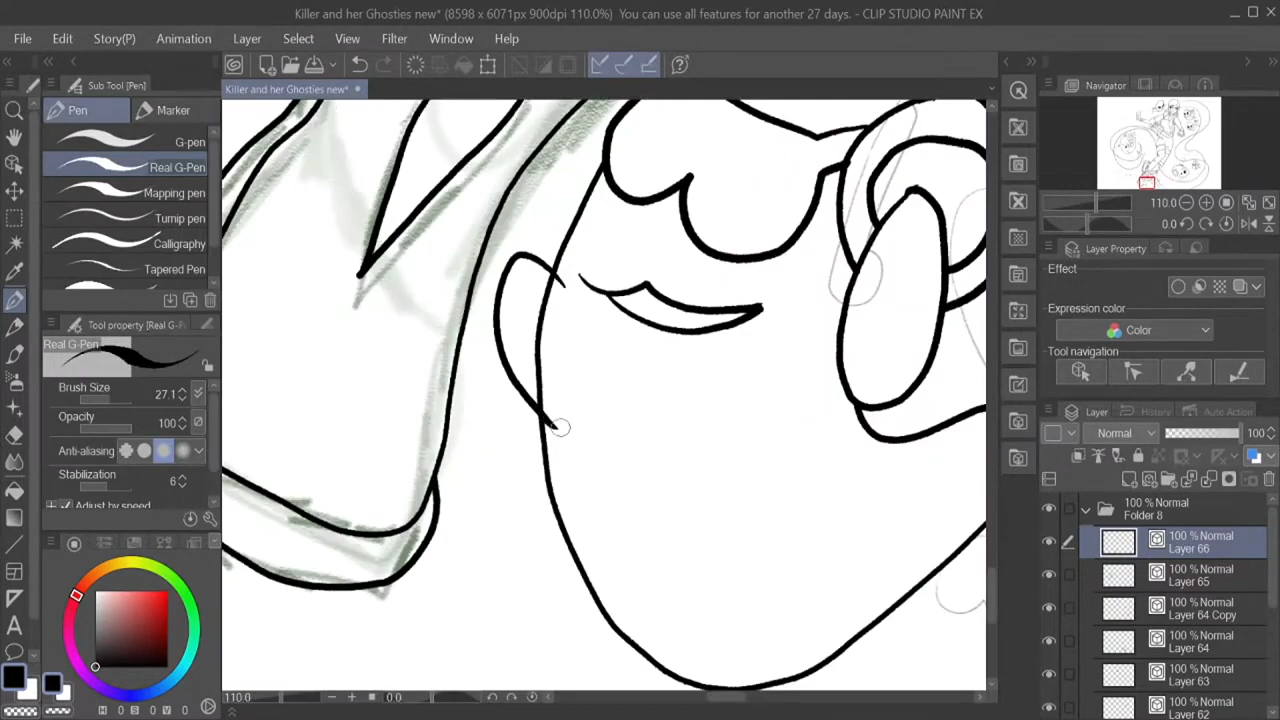 Killer and her Ghosties new* (8598 x 6071px 900dpi 110.0%)  You can use all features for another 27 days. - CLIP STUDIO PAINT EX
File Edit Story(P) Animation Layer Select View Filter Window Help
Sub Tool [Pen]
Killer and her Ghosties new*
Navigator
Pen Marker
G-pen
Real G-Pen
Mapping pen
Turnip pen
Calligraphy
Tapered Pen
110.0
0.0
Layer Property
Effect
Expression color
Color
Tool navigation
Tool property [Real G-P
Real G-Pen
Brush Size 27.1
Opacity 100
Anti-aliasing
Stabilization 6
Adjust by speed
Layer History Auto Action
Normal 100
100 % Normal
Folder 8
100 % Normal
Layer 66
100 % Normal
Layer 65
100 % Normal
Layer 64 Copy
100 % Normal
Layer 64
100 % Normal
Layer 63
100 % Normal
Layer 62
110.0 0.0
H 0 S 0 V 0